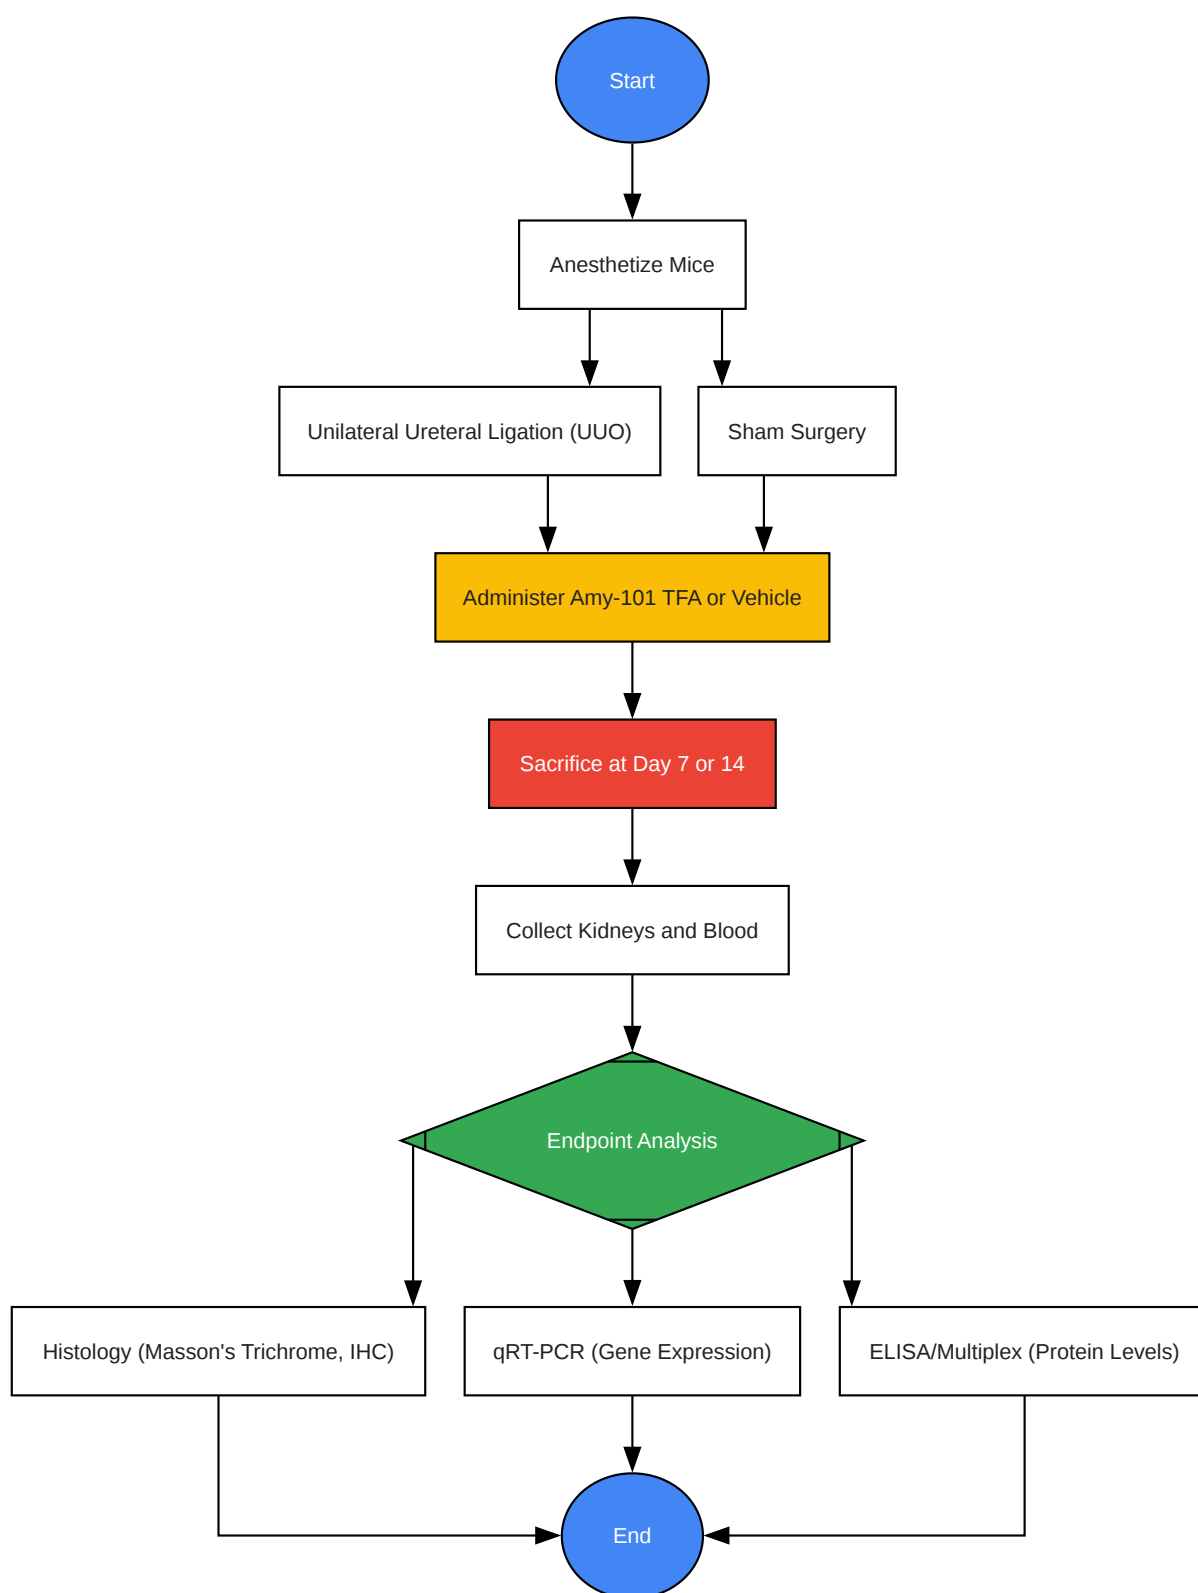 Start
Anesthetize Mice
Unilateral Ureteral Ligation (UUO)
Sham Surgery
Administer Amy-101 TFA or Vehicle
Sacrifice at Day 7 or 14
Collect Kidneys and Blood
Endpoint Analysis
Histology (Masson's Trichrome, IHC)
qRT-PCR (Gene Expression)
ELISA/Multiplex (Protein Levels)
End